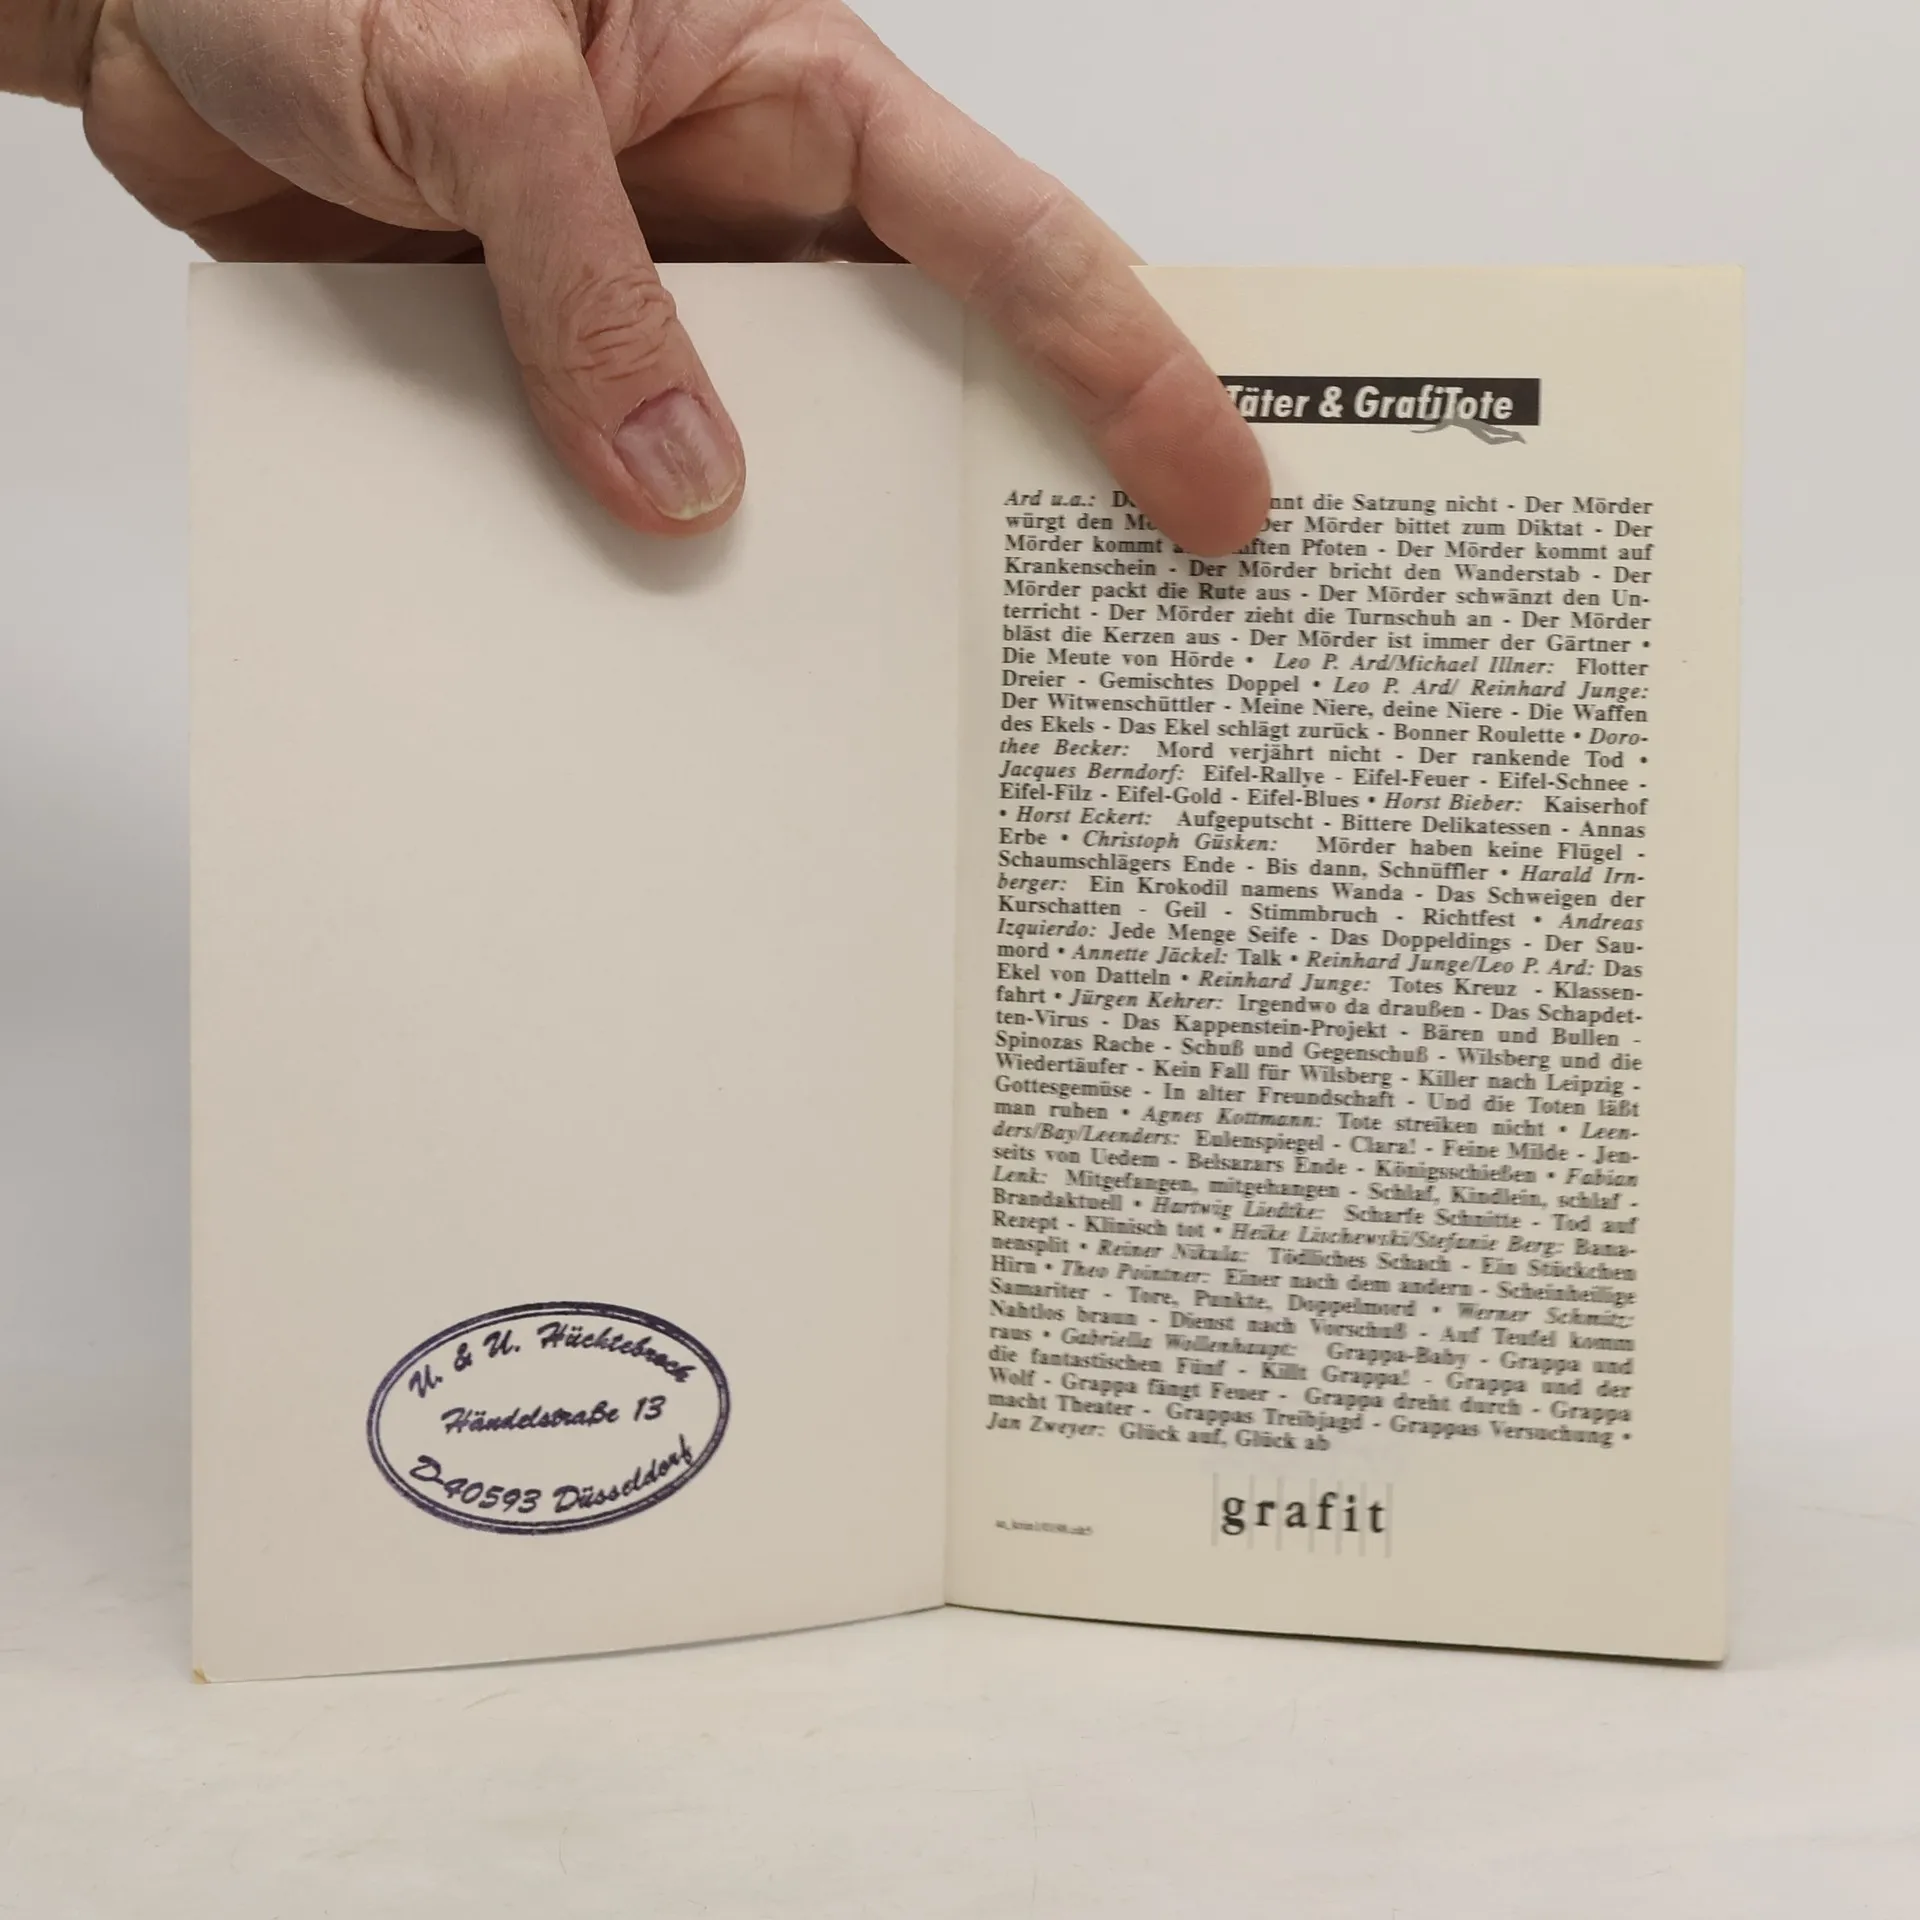 U. & U. Hüchtebrock
Händelstraße 13
D-40593 Düsseldorf
Täter & GrafiTote
Ard u.a.: nnt die Satzung nicht - Der Mörder
würgt den Der Mörder bittet zum Diktat - Der
Mörder kommt Pfoten - Der Mörder kommt auf
Krankenschein - Der Mörder bricht den Wanderstab - Der
Mörder packt die Rute aus - Der Mörder schwänzt den Un-
terricht - Der Mörder zieht die Turnschuh an - Der Mörder
bläst die Kerzen aus - Der Mörder ist immer der Gärtner •
Die Meute von Hörde • Leo P. Ard/Michael Illner: Flotter
Dreier - Gemischtes Doppel • Leo P. Ard/ Reinhard Junge:
Der Witwenschüttler - Meine Niere, deine Niere - Die Waffen
des Ekels - Das Ekel schlägt zurück - Bonner Roulette • Doro-
thee Becker: Mord verjährt nicht - Der rankende Tod •
Jacques Berndorf: Eifel-Rallye - Eifel-Feuer - Eifel-Schnee -
Eifel-Filz - Eifel-Gold - Eifel-Blues • Horst Bieber: Kaiserhof
• Horst Eckert: Aufgeputscht - Bittere Delikatessen - Annas
Erbe • Christoph Güsken: Mörder haben keine Flügel -
Schaumschlägers Ende - Bis dann, Schnüffler • Harald Irn-
berger: Ein Krokodil namens Wanda - Das Schweigen der
Kurschatten - Geil - Stimmbruch - Richtfest • Andreas
Izquierdo: Jede Menge Seife - Das Doppeldings - Der Sau-
mord • Annette Jäckel: Talk • Reinhard Junge/Leo P. Ard: Das
Ekel von Datteln • Reinhard Junge: Totes Kreuz - Klassen-
fahrt • Jürgen Kehrer: Irgendwo da draußen - Das Schapdet-
ten-Virus - Das Kappenstein-Projekt - Bären und Bullen -
Spinozas Rache - Schuß und Gegenschuß - Wilsberg und die
Wiedertäufer - Kein Fall für Wilsberg - Killer nach Leipzig -
Gottesgemüse - In alter Freundschaft - Und die Toten läßt
man ruhen • Agnes Kottmann: Tote streiken nicht • Leen-
ders/Bay/Leenders: Eulenspiegel - Clara! - Feine Milde - Jen-
seits von Uedem - Belsazars Ende - Königsschießen • Fabian
Lenk: Mitgefangen, mitgehangen - Schlaf, Kindlein, schlaf -
Brandaktuell • Hartwig Liedtke: Scharfe Schnitte - Tod auf
Rezept - Klinisch tot • Heike Lischewski/Stefanie Berg: Bana-
nensplit • Reiner Nikula: Tödliches Schach - Ein Stückchen
Hirn • Theo Pointner: Einer nach dem andern - Scheinheilige
Samariter - Tore, Punkte, Doppelmord • Werner Schmitz:
Nahtlos braun - Dienst nach Vorschuß - Auf Teufel komm
raus • Gabriella Wollenhaupt: Grappa-Baby - Grappa und
die fantastischen Fünf - Killt Grappa! - Grappa und der
Wolf - Grappa fängt Feuer - Grappa dreht durch - Grappa
macht Theater - Grappas Treibjagd - Grappas Versuchung •
Jan Zweyer: Glück auf, Glück ab
grafit